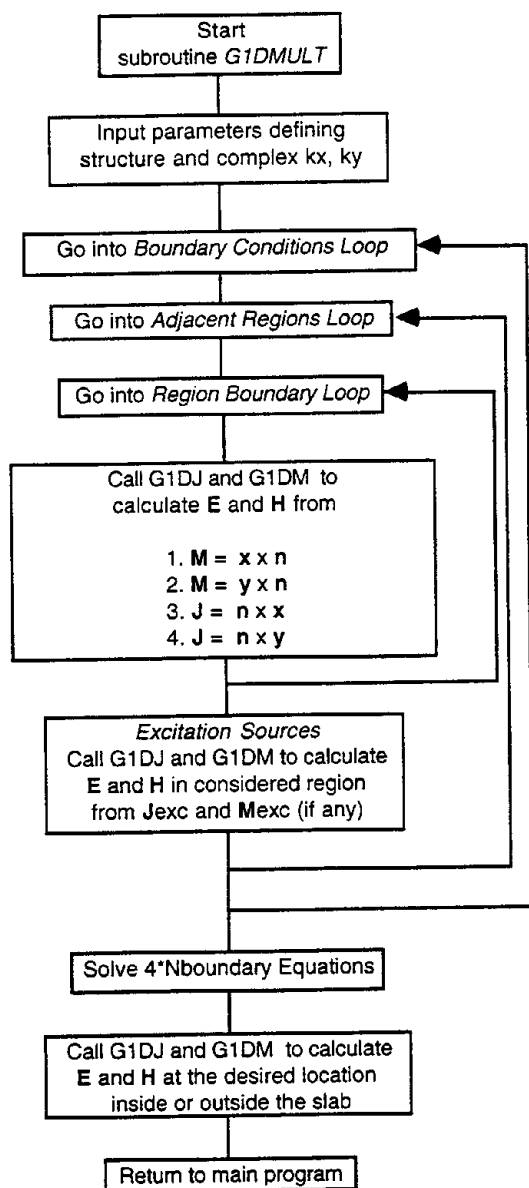 Start
subroutine G1DMULT
Input parameters defining
structure and complex kx, ky
Go into Boundary Conditions Loop
Go into Adjacent Regions Loop
Go into Region Boundary Loop
Call G1DJ and G1DM to
calculate E and H from
1. M = x x n
2. M = y x n
3. J = n x x
4. J = n x y
Excitation Sources
Call G1DJ and G1DM to calculate
E and H in considered region
from Jexc and Mexc (if any)
Solve 4*Nboundary Equations
Call G1DJ and G1DM to calculate
E and H at the desired location
inside or outside the slab
Return to main program